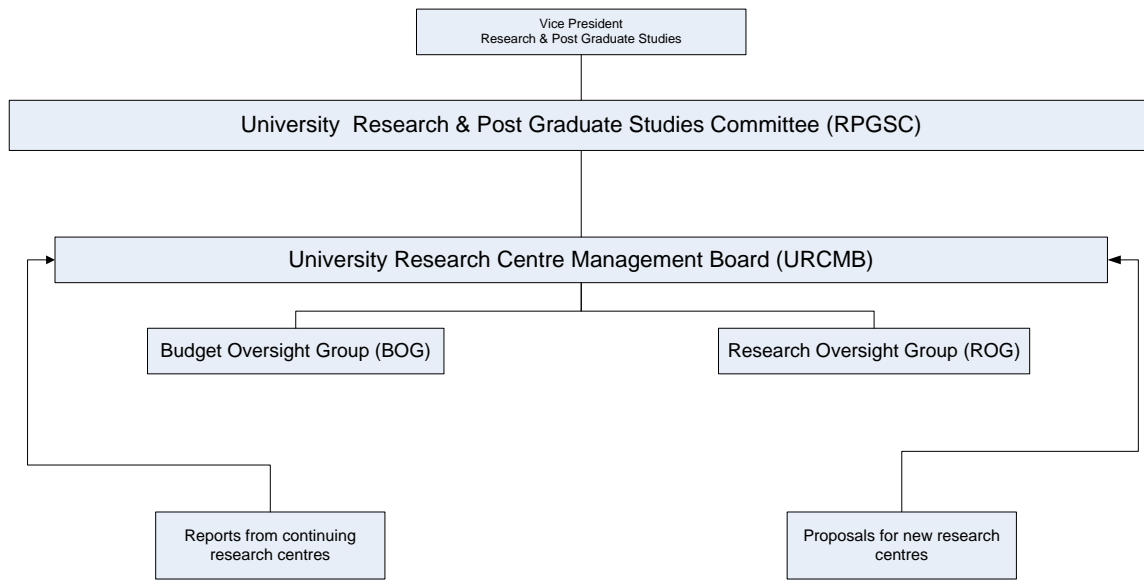 Vice President
Research & Post Graduate Studies
University Research & Post Graduate Studies Committee (RPGSC)
University Research Centre Management Board (URCMB)
Budget Oversight Group (BOG)
Research Oversight Group (ROG)
Reports from continuing
research centres
Proposals for new research
centres